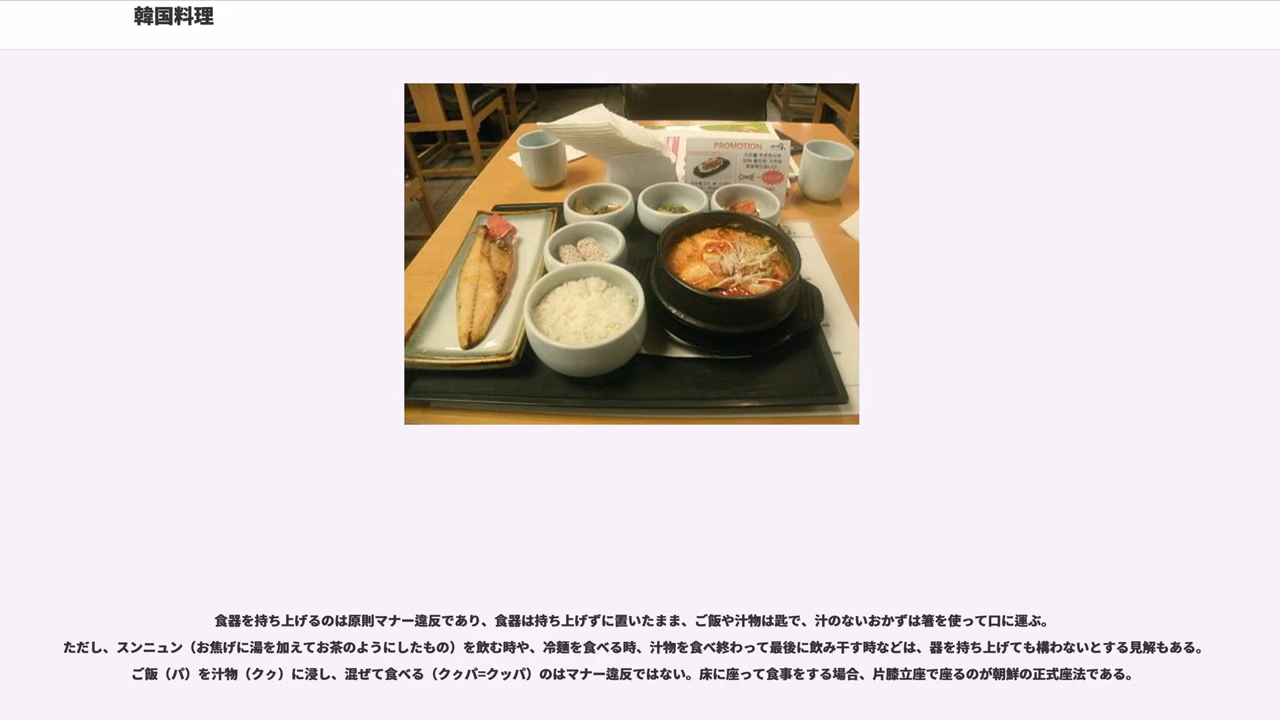 韓国料理
PROMOTION
食器を持ち上げるのは原則マナー違反であり、食器は持ち上げずに置いたまま、ご飯や汁物は匙で、汁のないおかずは箸を使って口に運ぶ。
ただし、スンニュン（お焦げに湯を加えてお茶のようにしたもの）を飲む時や、冷麺を食べる時、汁物を食べ終わって最後に飲み干す時などは、器を持ち上げても構わないとする見解もある。
ご飯（パ）を汁物（クゥ）に浸し、混ぜて食べる（クゥパ=クッパ）のはマナー違反ではない。床に座って食事をする場合、片膝立座で座るのが朝鮮の正式座法である。